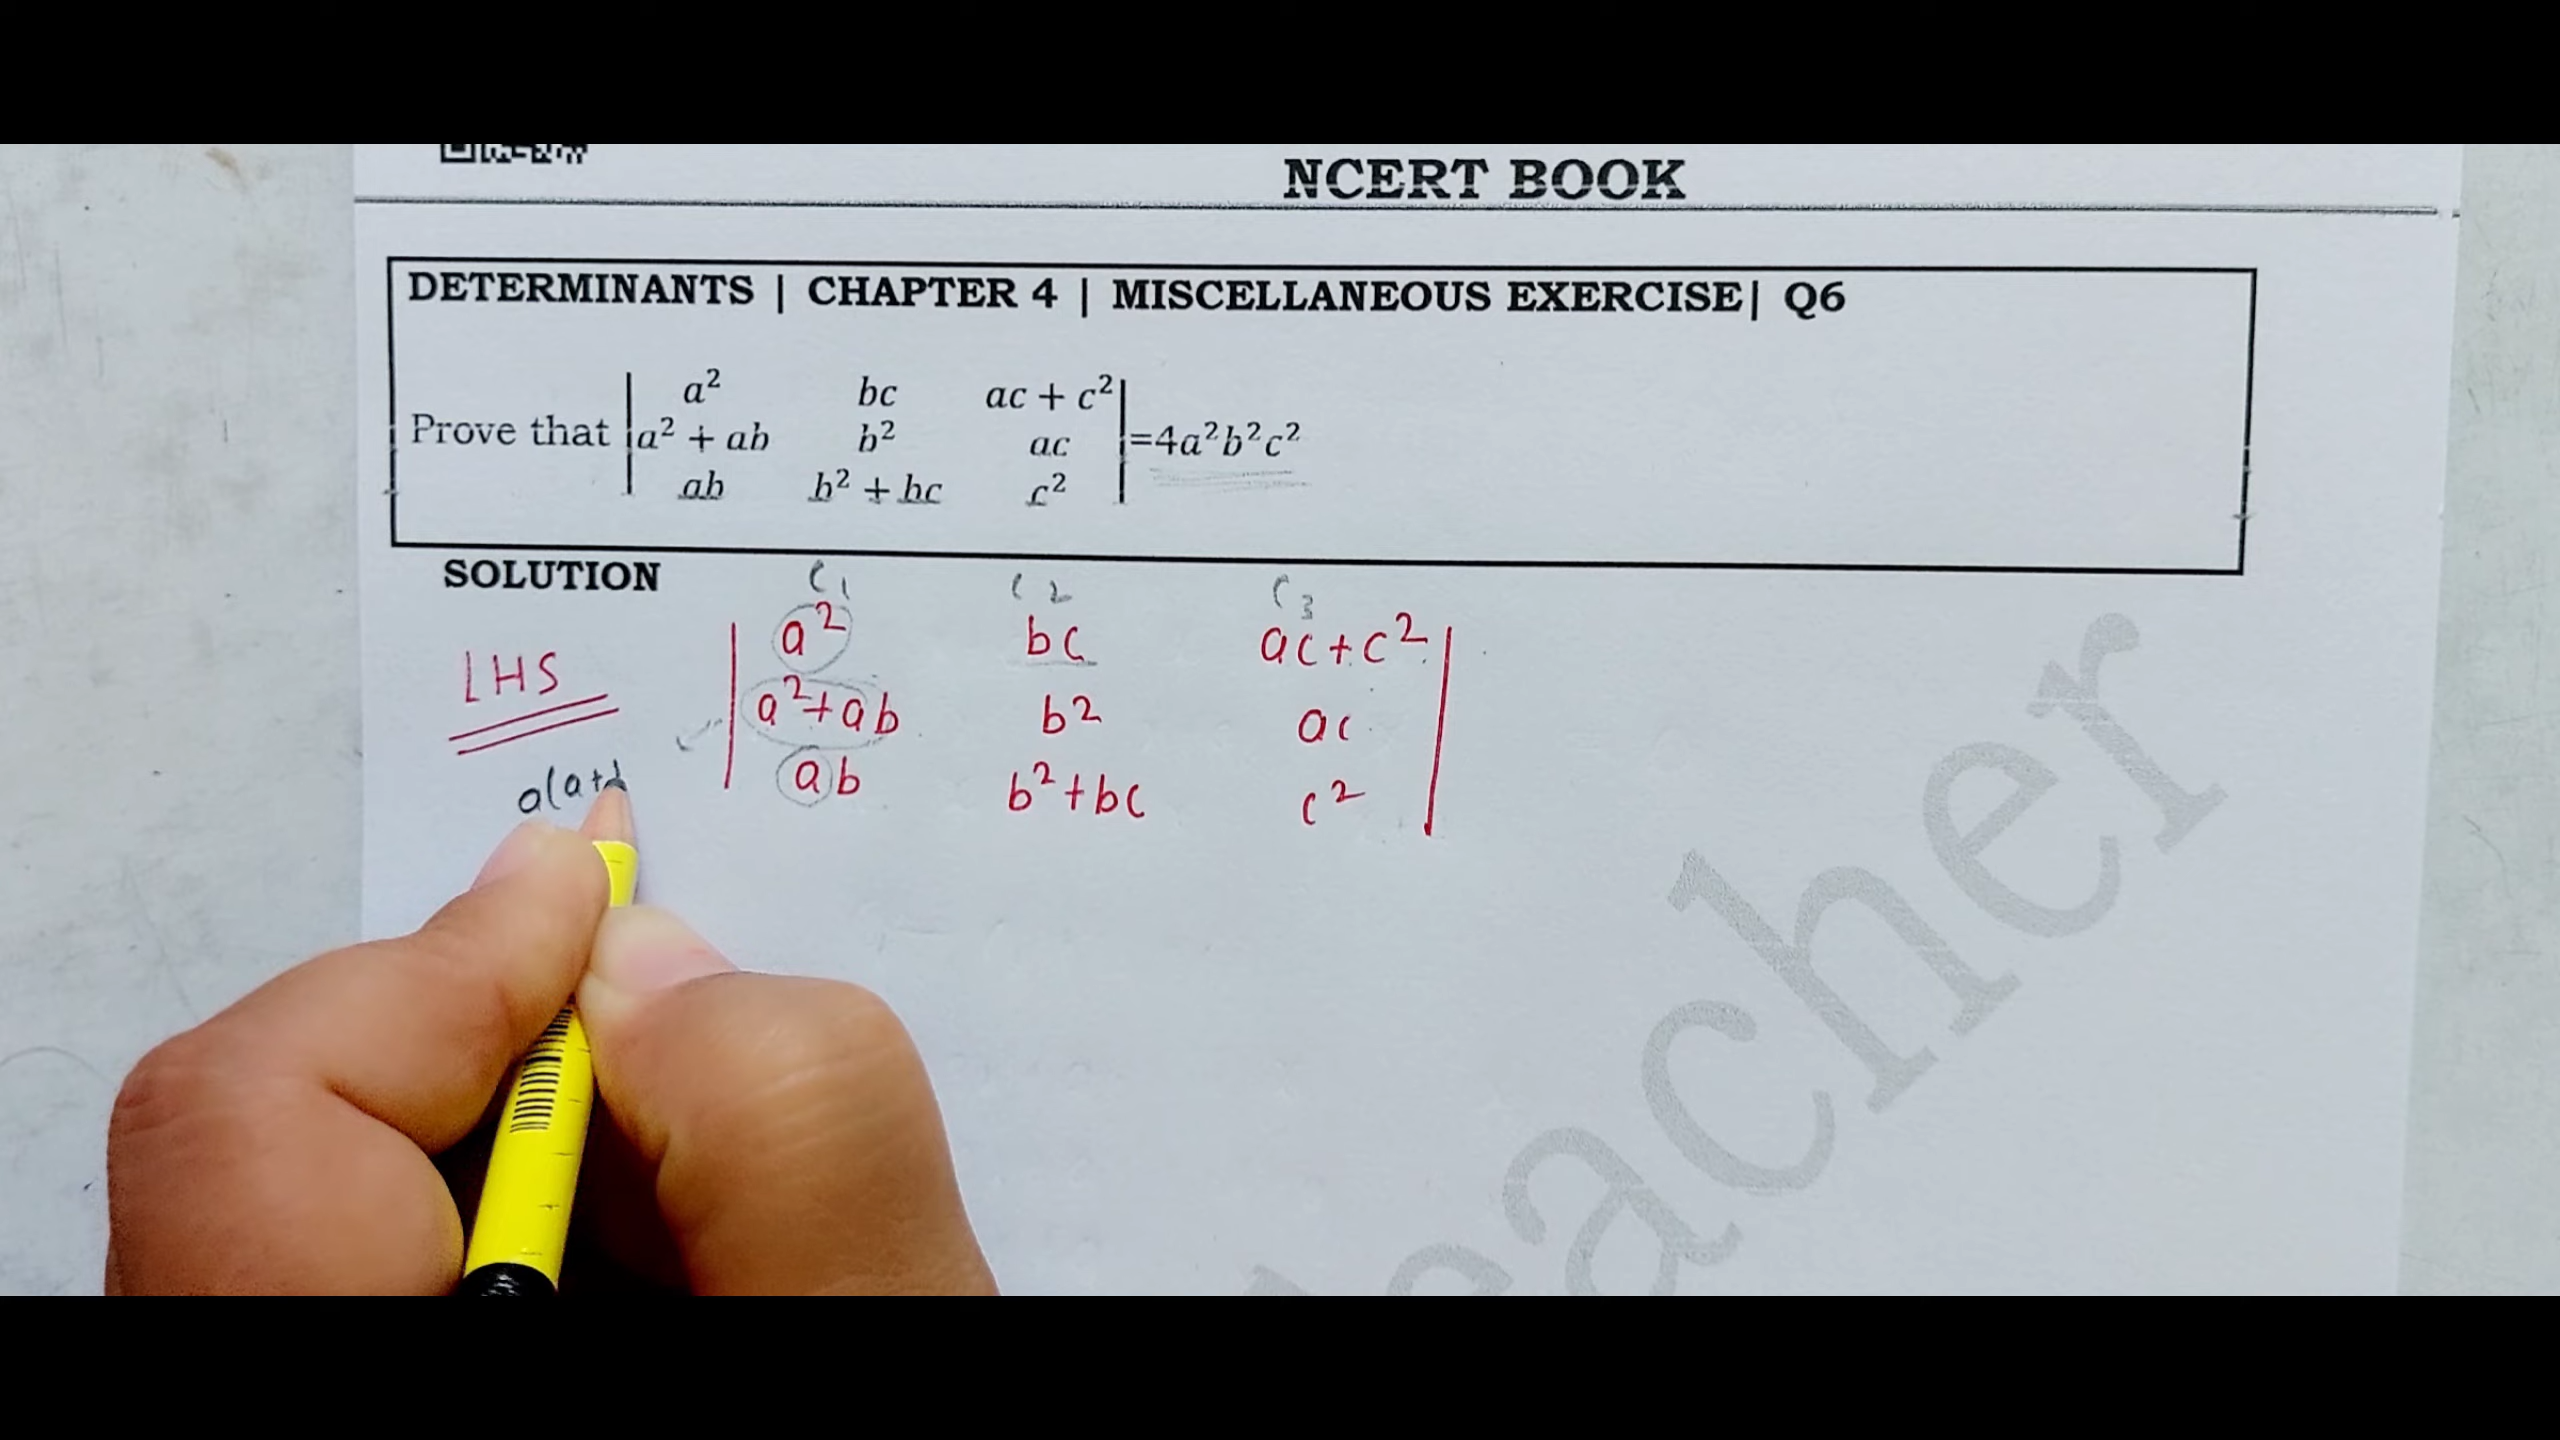 NCERT BOOK
DETERMINANTS | CHAPTER 4 | MISCELLANEOUS EXERCISE| Q6
a² bc ac + c²
Prove that a² + ab b² ac =4a²b²c²
ab b² + bc c²
SOLUTION C₁ C₂ C₃
LHS a² bc ac+c²
a²+ab b² ac
a(a+ ab b²+bc c²
eacher